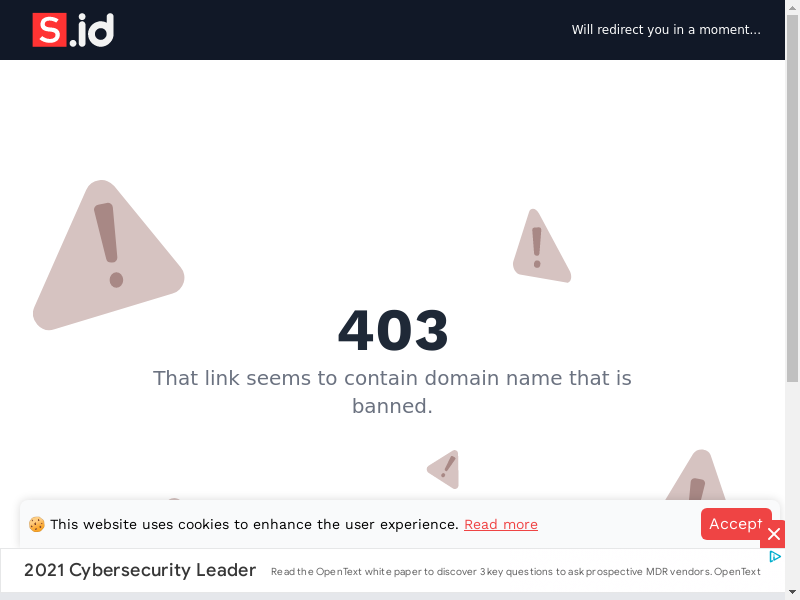 S.id
Will redirect you in a moment...
403
That link seems to contain domain name that is
banned.
🍪 This website uses cookies to enhance the user experience. Read more
Accept
2021 Cybersecurity Leader
Read the OpenText white paper to discover 3 key questions to ask prospective MDR vendors. OpenText